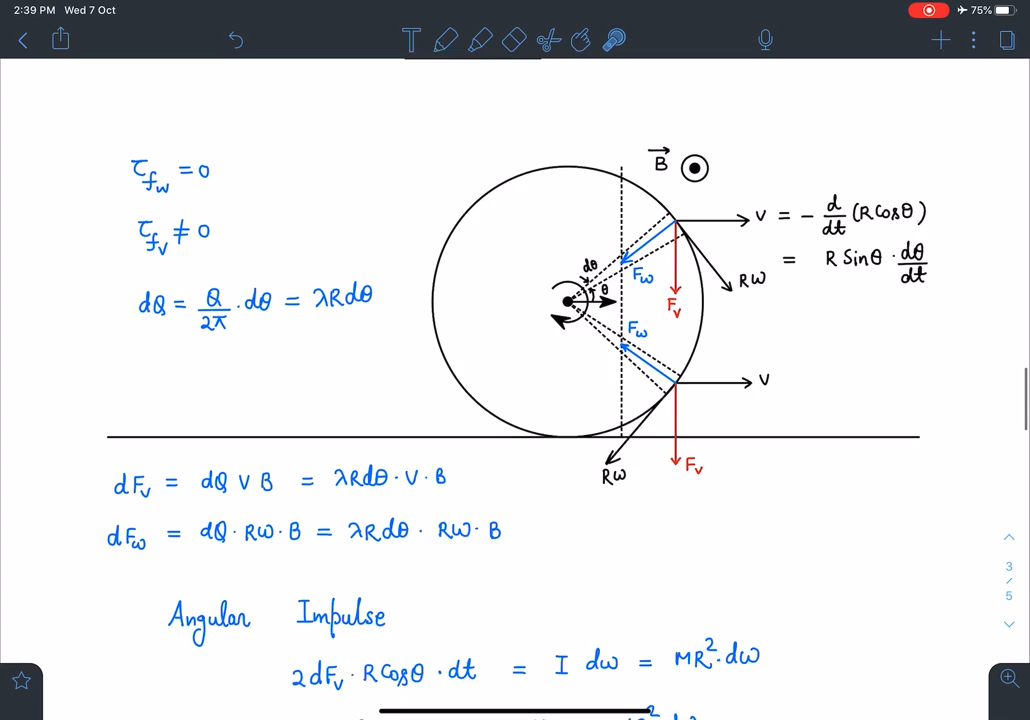 2:39 PM Wed 7 Oct
75%
T
B⃗
τ_{f_ω} = 0
τ_{f_v} ≠ 0
dQ = Q/2π · dθ = λRdθ
V = - d/dt (R Cosθ)
= R Sinθ · dθ/dt
dθ
θ
F_ω
Rω
F_v
F_ω
V
Rω
F_v
dF_v = dQ V B = λRdθ · V · B
dF_ω = dQ · Rω · B = λRdθ · Rω · B
3
/
5
Angular Impulse
2dF_v · R Cosθ · dt = I dω = MR² · dω